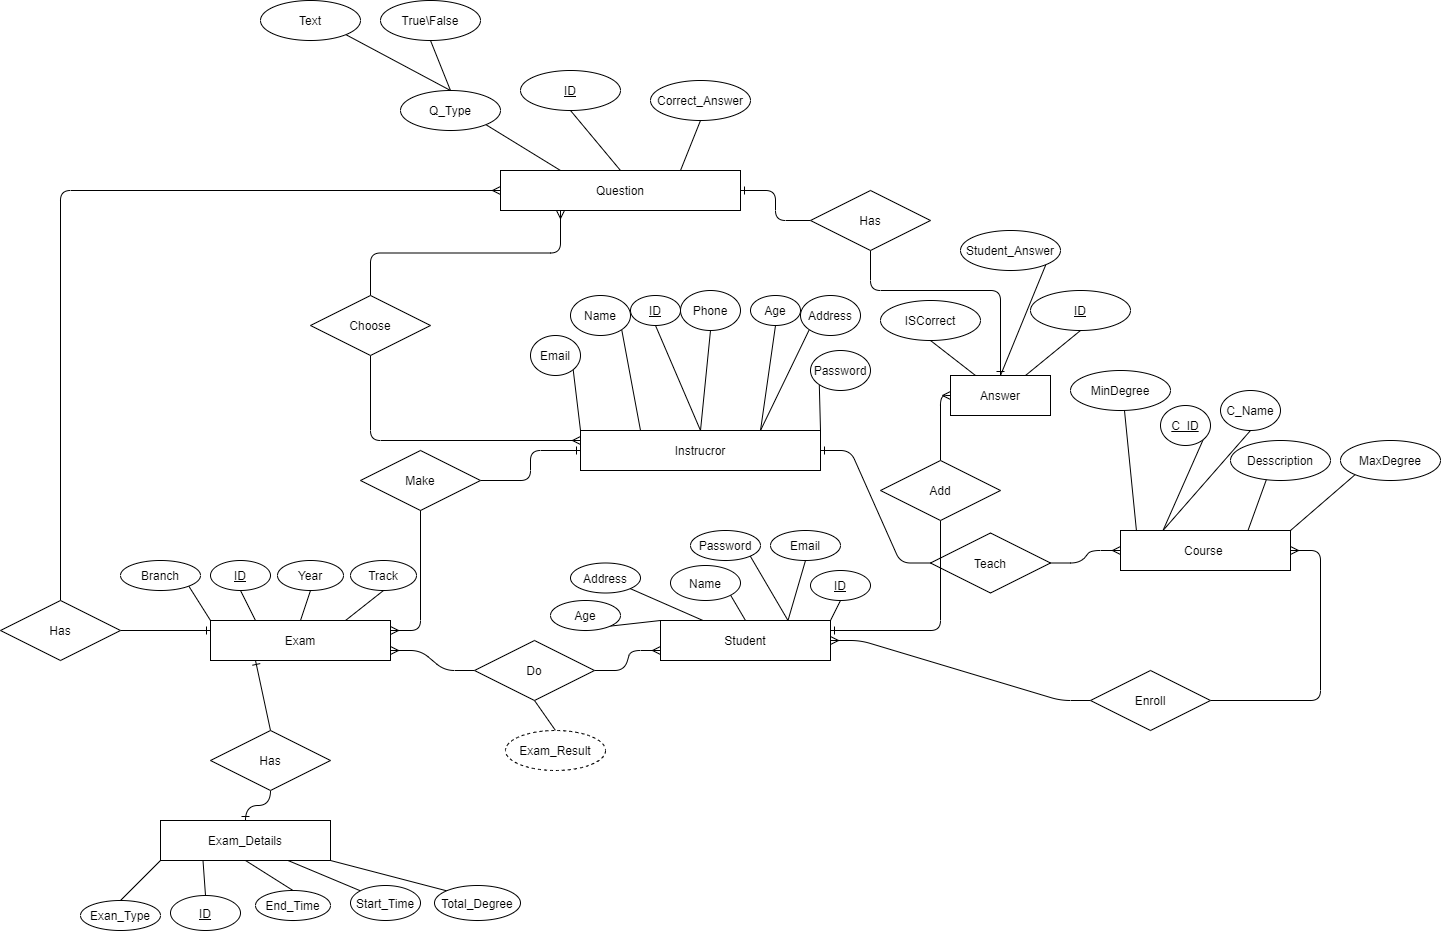 Text
True\False
Q_Type
ID
Correct_Answer
Question
Has
Student_Answer
ISCorrect
ID
Answer
Choose
Name
ID
Phone
Age
Address
Email
Password
Instrucror
MinDegree
C_ID
C_Name
Desscription
MaxDegree
Course
Make
Add
Teach
Branch
ID
Year
Track
Has
Exam
Password
Email
Address
Name
ID
Age
Student
Do
Enroll
Exam_Result
Has
Exam_Details
Exan_Type
ID
End_Time
Start_Time
Total_Degree